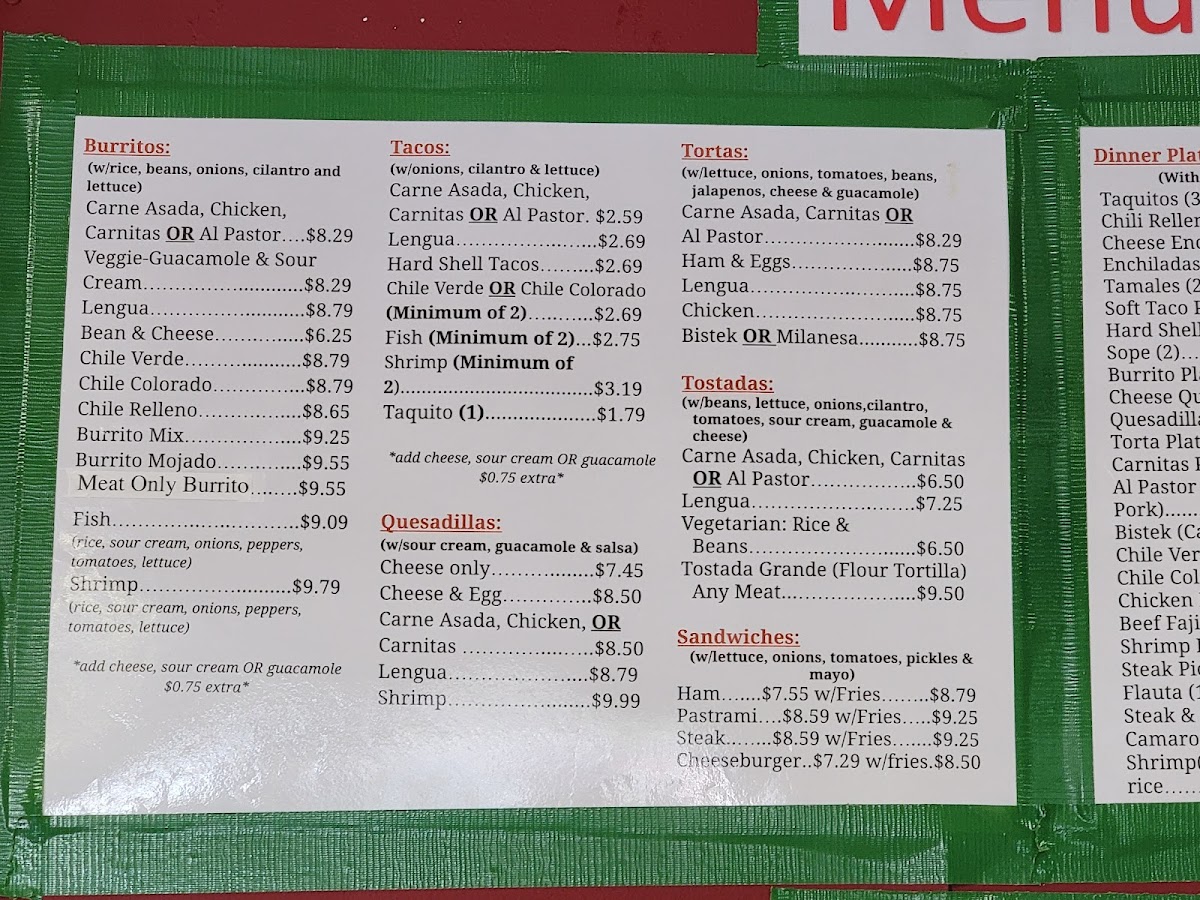 Menu
Burritos:
(w/rice, beans, onions, cilantro and
lettuce)
Carne Asada, Chicken,
Carnitas OR Al Pastor....$8.29
Veggie-Guacamole & Sour
Cream..........................$8.29
Lengua.........................$8.79
Bean & Cheese..............$6.25
Chile Verde.......................$8.79
Chile Colorado..............$8.79
Chile Relleno.................$8.65
Burrito Mix...................$9.25
Burrito Mojado.............$9.55
Meat Only Burrito........$9.55
Fish..............................$9.09
(rice, sour cream, onions, peppers,
tomatoes, lettuce)
Shrimp.........................$9.79
(rice, sour cream, onions, peppers,
tomatoes, lettuce)
*add cheese, sour cream OR guacamole
$0.75 extra*
Tacos:
(w/onions, cilantro & lettuce)
Carne Asada, Chicken,
Carnitas OR Al Pastor. $2.59
Lengua.......................$2.69
Hard Shell Tacos.........$2.69
Chile Verde OR Chile Colorado
(Minimum of 2)...........$2.69
Fish (Minimum of 2)...$2.75
Shrimp (Minimum of
2)...............................$3.19
Taquito (1)..................$1.79
*add cheese, sour cream OR guacamole
$0.75 extra*
Quesadillas:
(w/sour cream, guacamole & salsa)
Cheese only.................$7.45
Cheese & Egg...............$8.50
Carne Asada, Chicken, OR
Carnitas ......................$8.50
Lengua.......................$8.79
Shrimp.......................$9.99
Tortas:
(w/lettuce, onions, tomatoes, beans,
jalapenos, cheese & guacamole)
Carne Asada, Carnitas OR
Al Pastor........................$8.29
Ham & Eggs....................$8.75
Lengua...........................$8.75
Chicken..........................$8.75
Bistek OR Milanesa..........$8.75
Tostadas:
(w/beans, lettuce, onions,cilantro,
tomatoes, sour cream, guacamole &
cheese)
Carne Asada, Chicken, Carnitas
OR Al Pastor.................$6.50
Lengua..........................$7.25
Vegetarian: Rice &
Beans...........................$6.50
Tostada Grande (Flour Tortilla)
Any Meat......................$9.50
Sandwiches:
(w/lettuce, onions, tomatoes, pickles &
mayo)
Ham.......$7.55 w/Fries........$8.79
Pastrami....$8.59 w/Fries.....$9.25
Steak........$8.59 w/Fries.......$9.25
Cheeseburger..$7.29 w/fries.$8.50
Dinner Plat
(With
Taquitos (3
Chili Rellen
Cheese Enc
Enchiladas
Tamales (2
Soft Taco P
Hard Shell
Sope (2)...
Burrito Pl
Cheese Qu
Quesadilla
Torta Plat
Carnitas P
Al Pastor
Pork)......
Bistek (Ca
Chile Ver
Chile Col
Chicken
Beef Faji
Shrimp
Steak Pic
Flauta (1
Steak &
Camaro
Shrimp(
rice......